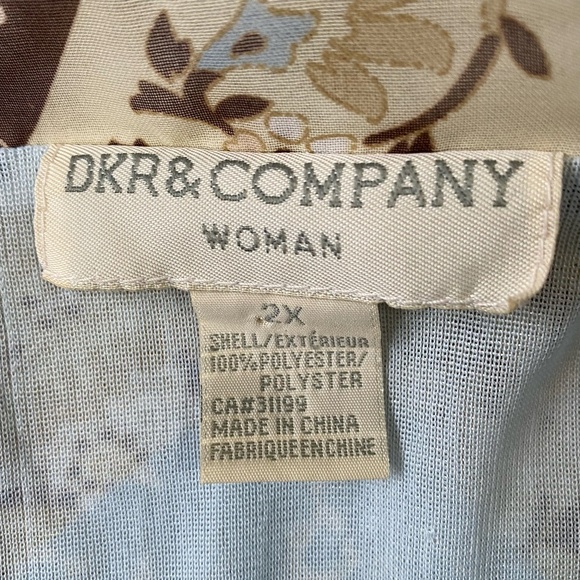 DKR&COMPANY
WOMAN
2X
SHELL/EXTÉRIEUR
100%POLYESTER/
POLYSTER
CA#31199
MADE IN CHINA
FABRIQUEENCHINE